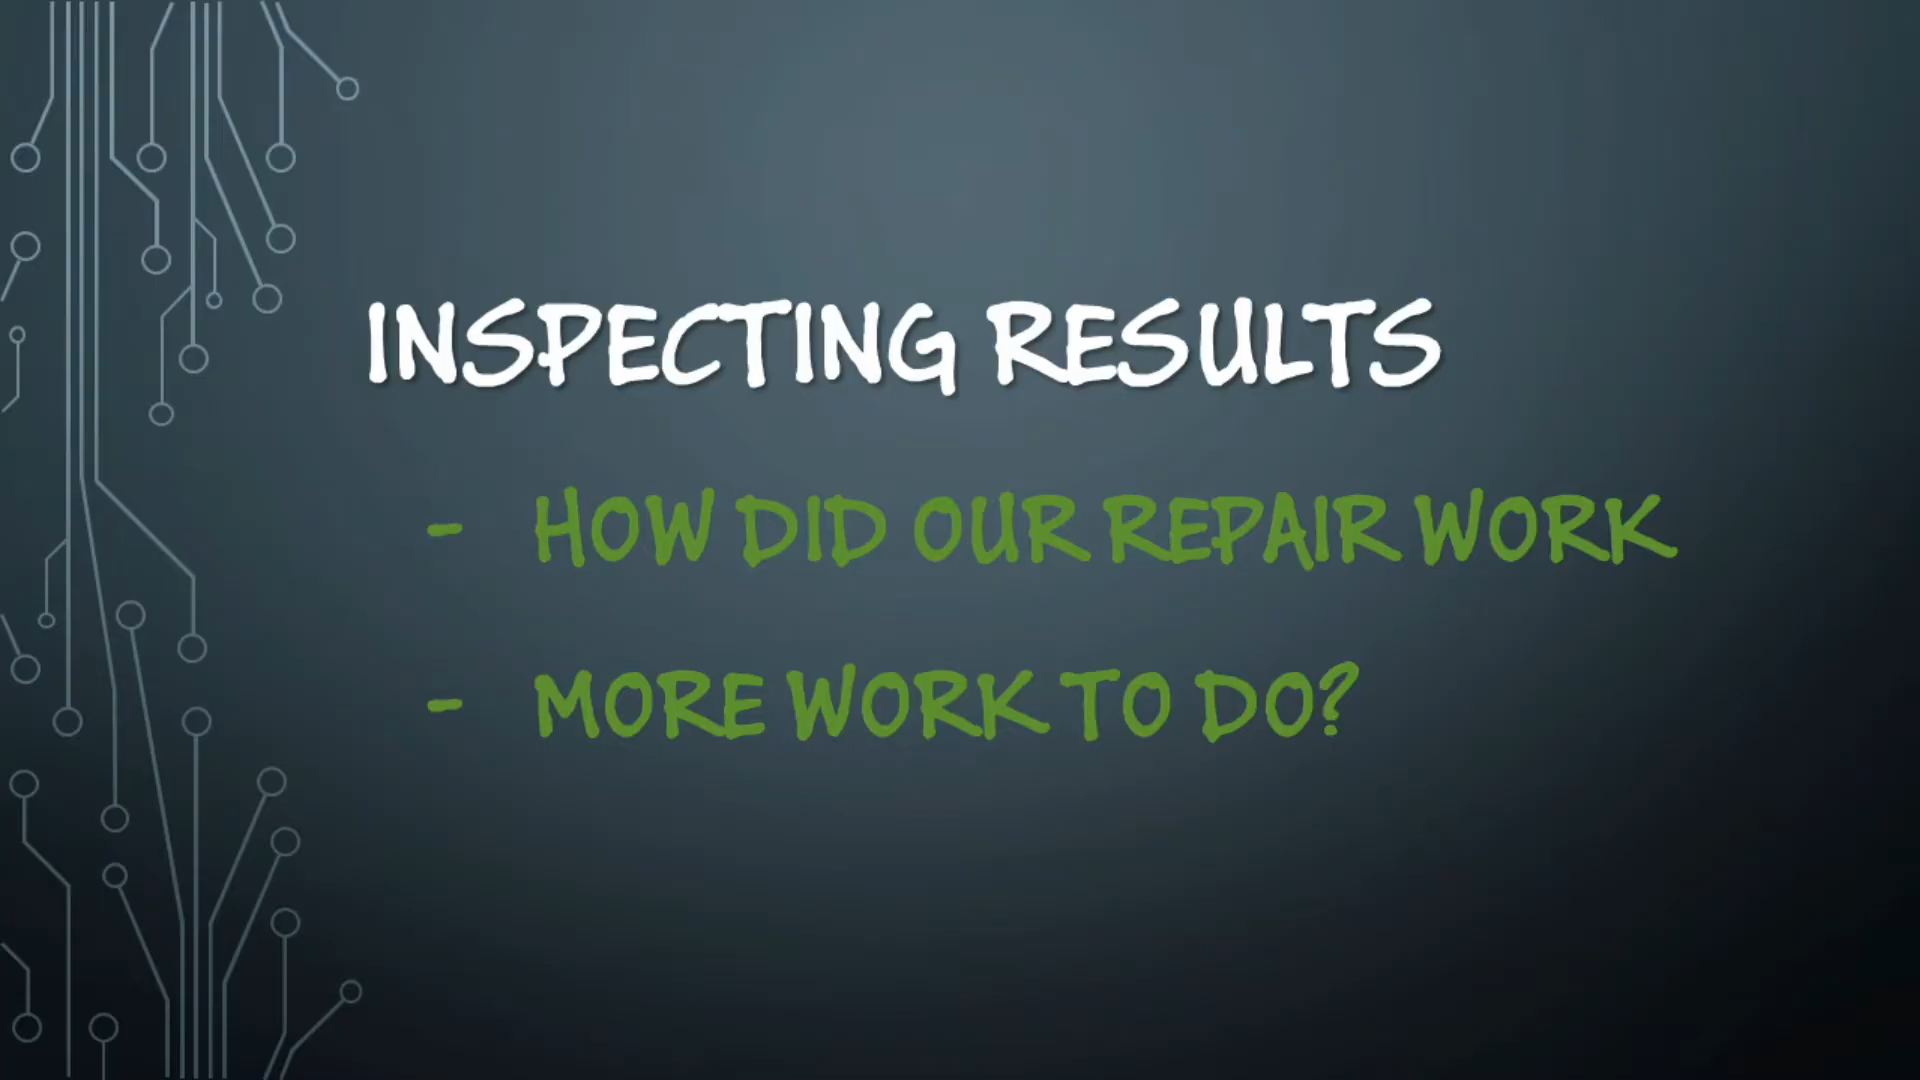 INSPECTING RESULTS
- HOW DID OUR REPAIR WORK
- MORE WORK TO DO?